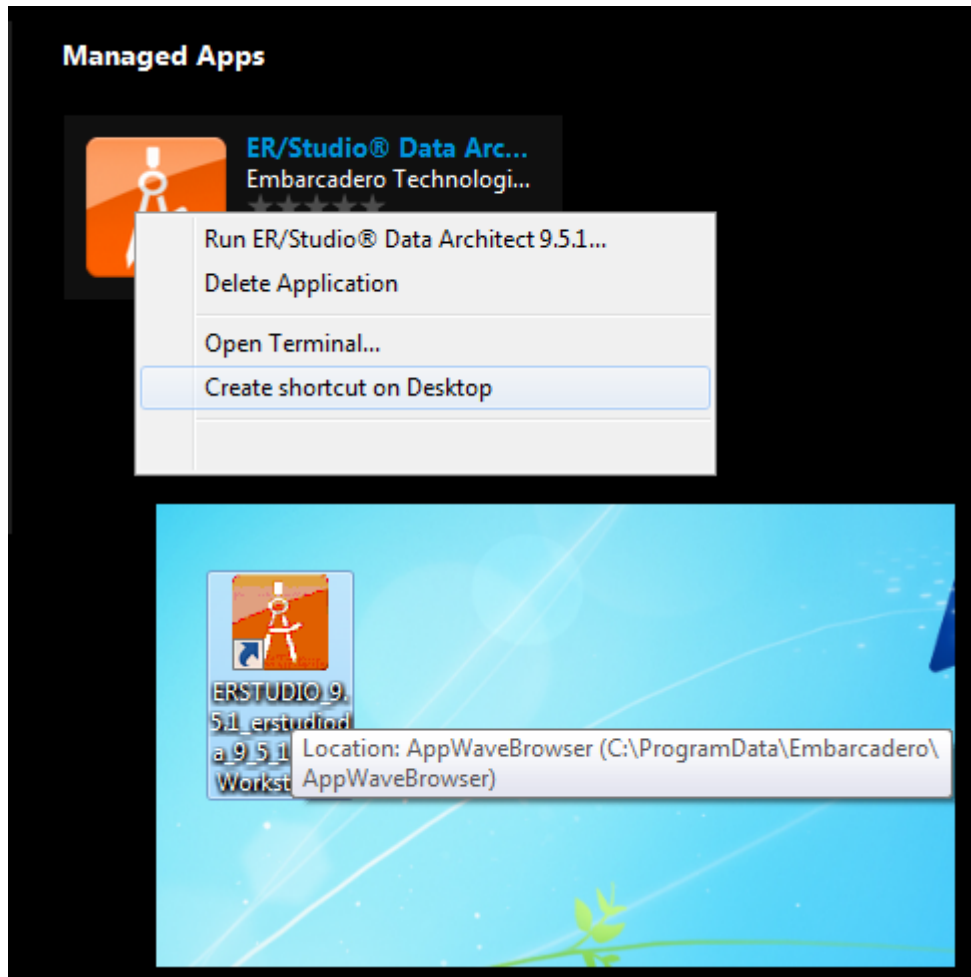 Managed Apps
ER/Studio® Data Arc...
Embarcadero Technologi...
Run ER/Studio® Data Architect 9.5.1...
Delete Application
Open Terminal...
Create shortcut on Desktop
ERSTUDIO_9.
5.1_erstudiod
a_9_5_1
Workst
Location: AppWaveBrowser (C:\ProgramData\Embarcadero\
AppWaveBrowser)